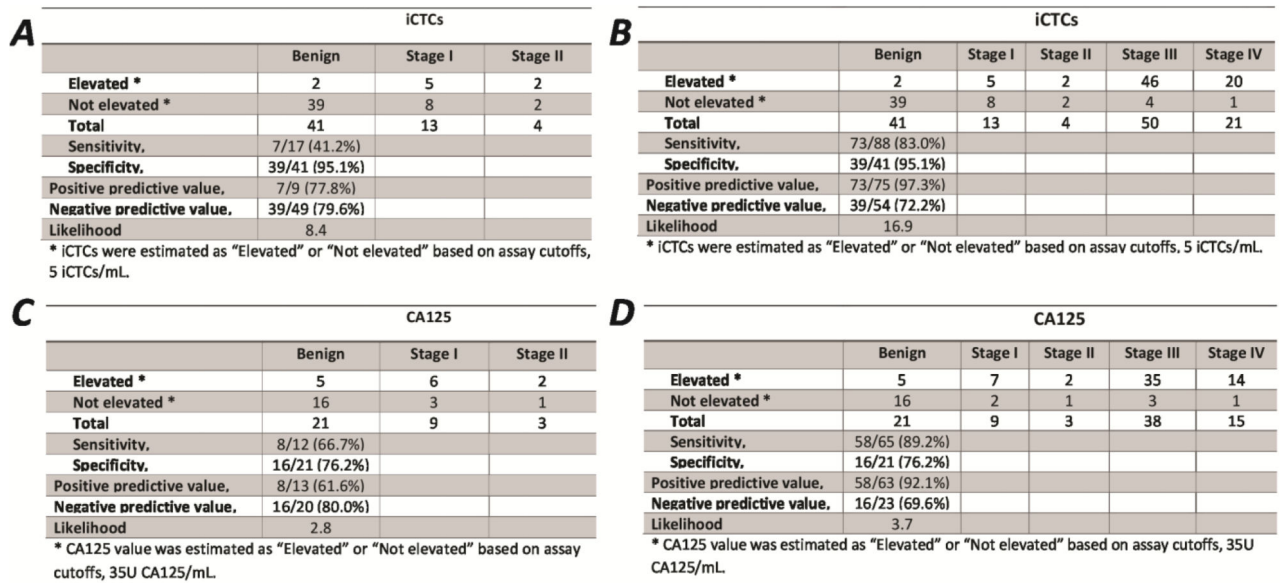 A
iCTCs
Benign Stage I Stage II
Elevated * 2 5 2
Not elevated * 39 8 2
Total 41 13 4
Sensitivity, 7/17 (41.2%)
Specificity, 39/41 (95.1%)
Positive predictive value, 7/9 (77.8%)
Negative predictive value, 39/49 (79.6%)
Likelihood 8.4
* iCTCs were estimated as “Elevated” or “Not elevated” based on assay cutoffs,
5 iCTCs/mL.
B
iCTCs
Benign Stage I Stage II Stage III Stage IV
Elevated * 2 5 2 46 20
Not elevated * 39 8 2 4 1
Total 41 13 4 50 21
Sensitivity, 73/88 (83.0%)
Specificity, 39/41 (95.1%)
Positive predictive value, 73/75 (97.3%)
Negative predictive value, 39/54 (72.2%)
Likelihood 16.9
* iCTCs were estimated as “Elevated” or “Not elevated” based on assay cutoffs, 5 iCTCs/mL.
C
CA125
Benign Stage I Stage II
Elevated * 5 6 2
Not elevated * 16 3 1
Total 21 9 3
Sensitivity, 8/12 (66.7%)
Specificity, 16/21 (76.2%)
Positive predictive value, 8/13 (61.6%)
Negative predictive value, 16/20 (80.0%)
Likelihood 2.8
* CA125 value was estimated as “Elevated” or “Not elevated” based on assay
cutoffs, 35U CA125/mL.
D
CA125
Benign Stage I Stage II Stage III Stage IV
Elevated * 5 7 2 35 14
Not elevated * 16 2 1 3 1
Total 21 9 3 38 15
Sensitivity, 58/65 (89.2%)
Specificity, 16/21 (76.2%)
Positive predictive value, 58/63 (92.1%)
Negative predictive value, 16/23 (69.6%)
Likelihood 3.7
* CA125 value was estimated as “Elevated” or “Not elevated” based on assay cutoffs, 35U
CA125/mL.